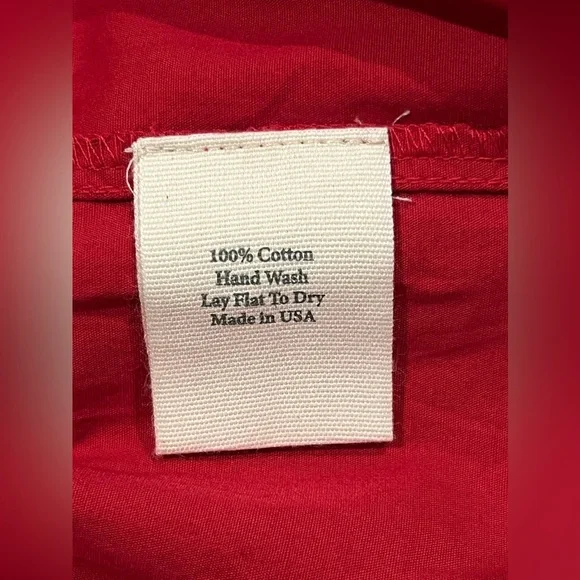 100% Cotton
Hand Wash
Lay Flat To Dry
Made in USA